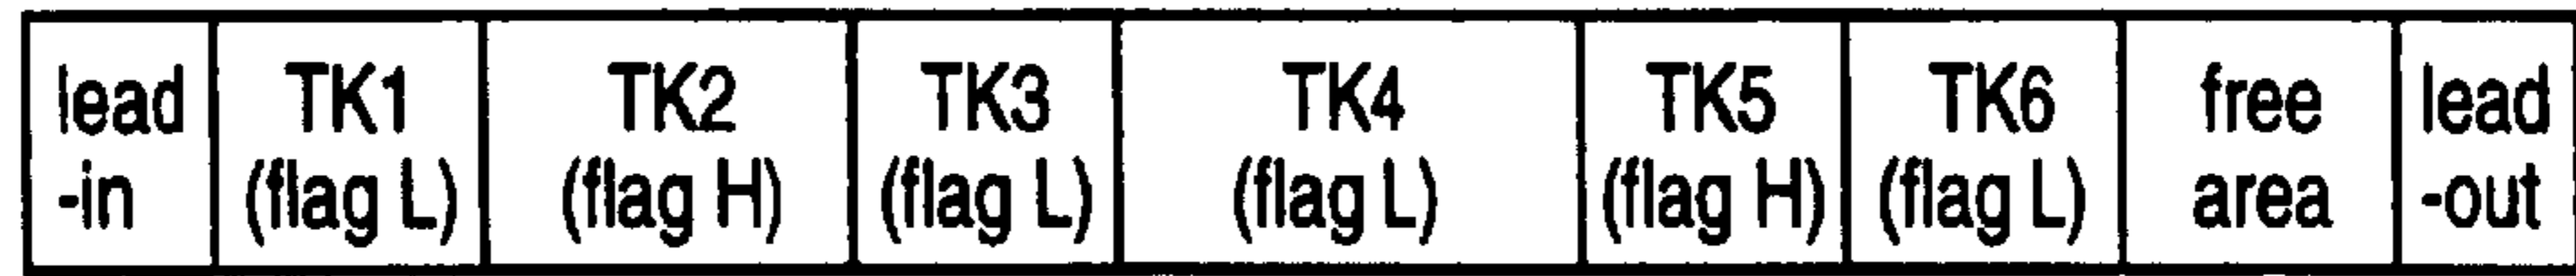 lead TK1 TK2 TK3 TK4 TK5 TK6 free lead
-in (flag L) (flag H) (flag L) (flag L) (flag H) (flag L) area -out